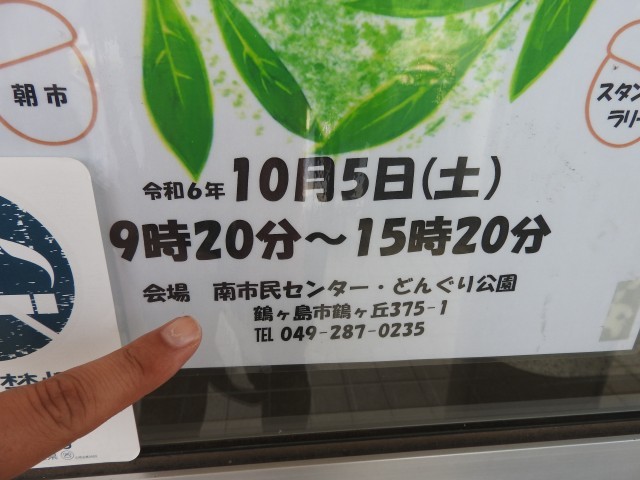 朝市
スタン
ラリー
令和6年 10月5日(土)
9時20分～15時20分
会場 南市民センター・どんぐり公園
鶴ヶ島市鶴ヶ丘375-1
TEL 049-287-0235